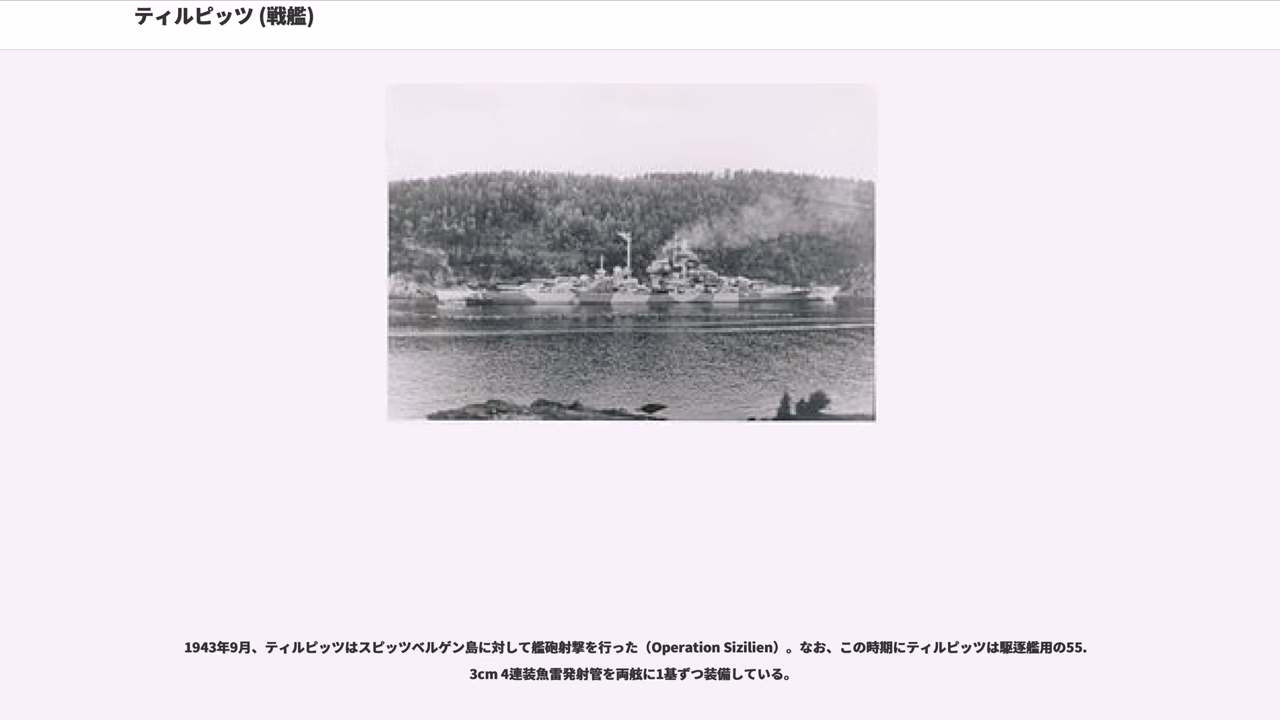 ティルピッツ (戦艦)
1943年9月、ティルピッツはスピッツベルゲン島に対して艦砲射撃を行った（Operation Sizilien）。なお、この時期にティルピッツは駆逐艦用の55.
3cm 4連装魚雷発射管を両舷に1基ずつ装備している。